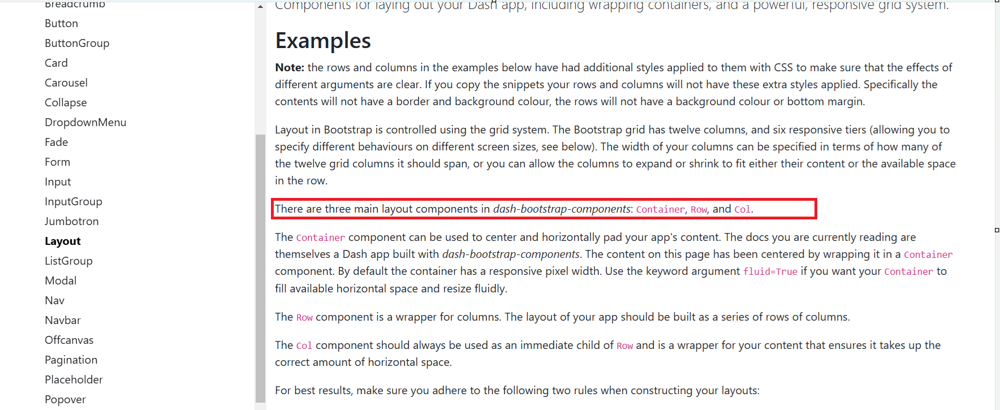 Breadcrumb
Button
ButtonGroup
Card
Carousel
Collapse
DropdownMenu
Fade
Form
Input
InputGroup
Jumbotron
Layout
ListGroup
Modal
Nav
Navbar
Offcanvas
Pagination
Placeholder
Popover
Components for laying out your Dash app, including wrapping containers, and a powerful, responsive grid system.
Examples
Note: the rows and columns in the examples below have had additional styles applied to them with CSS to make sure that the effects of
different arguments are clear. If you copy the snippets your rows and columns will not have these extra styles applied. Specifically the
contents will not have a border and background colour, the rows will not have a background colour or bottom margin.
Layout in Bootstrap is controlled using the grid system. The Bootstrap grid has twelve columns, and six responsive tiers (allowing you to
specify different behaviours on different screen sizes, see below). The width of your columns can be specified in terms of how many of
the twelve grid columns it should span, or you can allow the columns to expand or shrink to fit either their content or the available space
in the row.
There are three main layout components in dash-bootstrap-components: Container, Row, and Col.
The Container component can be used to center and horizontally pad your app's content. The docs you are currently reading are
themselves a Dash app built with dash-bootstrap-components. The content on this page has been centered by wrapping it in a Container
component. By default the container has a responsive pixel width. Use the keyword argument fluid=True if you want your Container to
fill available horizontal space and resize fluidly.
The Row component is a wrapper for columns. The layout of your app should be built as a series of rows of columns.
The Col component should always be used as an immediate child of Row and is a wrapper for your content that ensures it takes up the
correct amount of horizontal space.
For best results, make sure you adhere to the following two rules when constructing your layouts: